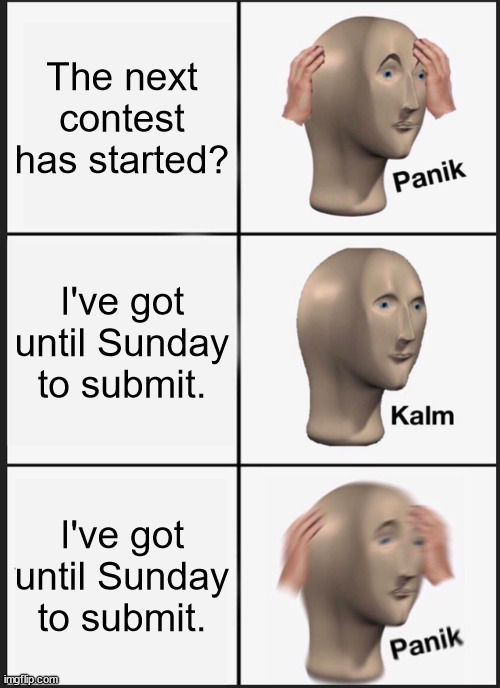 The next
contest
has started?
Panik
I've got
until Sunday
to submit.
Kalm
I've got
until Sunday
to submit.
Panik
imgflip.com